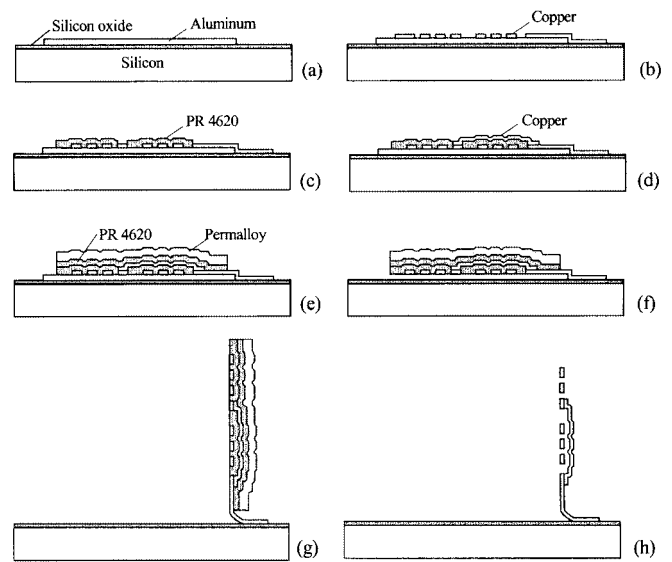 Silicon oxide
Aluminum
Silicon
(a)
Copper
(b)
PR 4620
(c)
Copper
(d)
PR 4620
Permalloy
(e)
(f)
(g)
(h)